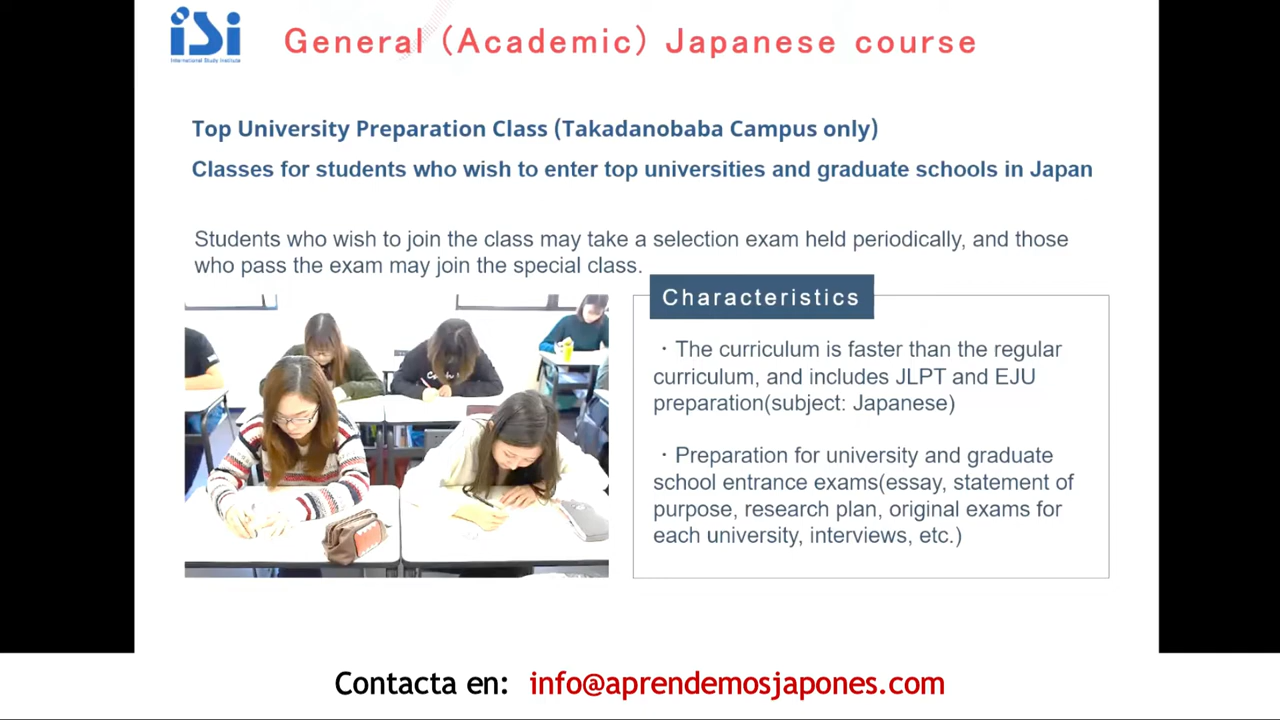 iSi
International Study Institute
General (Academic) Japanese course
Top University Preparation Class (Takadanobaba Campus only)
Classes for students who wish to enter top universities and graduate schools in Japan
Students who wish to join the class may take a selection exam held periodically, and those
who pass the exam may join the special class.
Characteristics
・The curriculum is faster than the regular
curriculum, and includes JLPT and EJU
preparation(subject: Japanese)
・Preparation for university and graduate
school entrance exams(essay, statement of
purpose, research plan, original exams for
each university, interviews, etc.)
Contacta en: info@aprendemosjapones.com